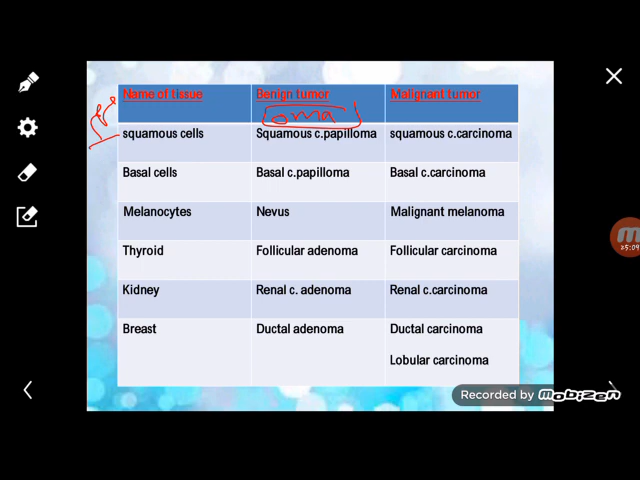 Name of tissue Benign tumor Malignant tumor
oma
squamous cells Squamous c.papilloma squamous c.carcinoma
Basal cells Basal c.papilloma Basal c.carcinoma
Melanocytes Nevus Malignant melanoma
Thyroid Follicular adenoma Follicular carcinoma
Kidney Renal c. adenoma Renal c.carcinoma
Breast Ductal adenoma Ductal carcinoma
Lobular carcinoma
25:09
Recorded by MOBIZEN